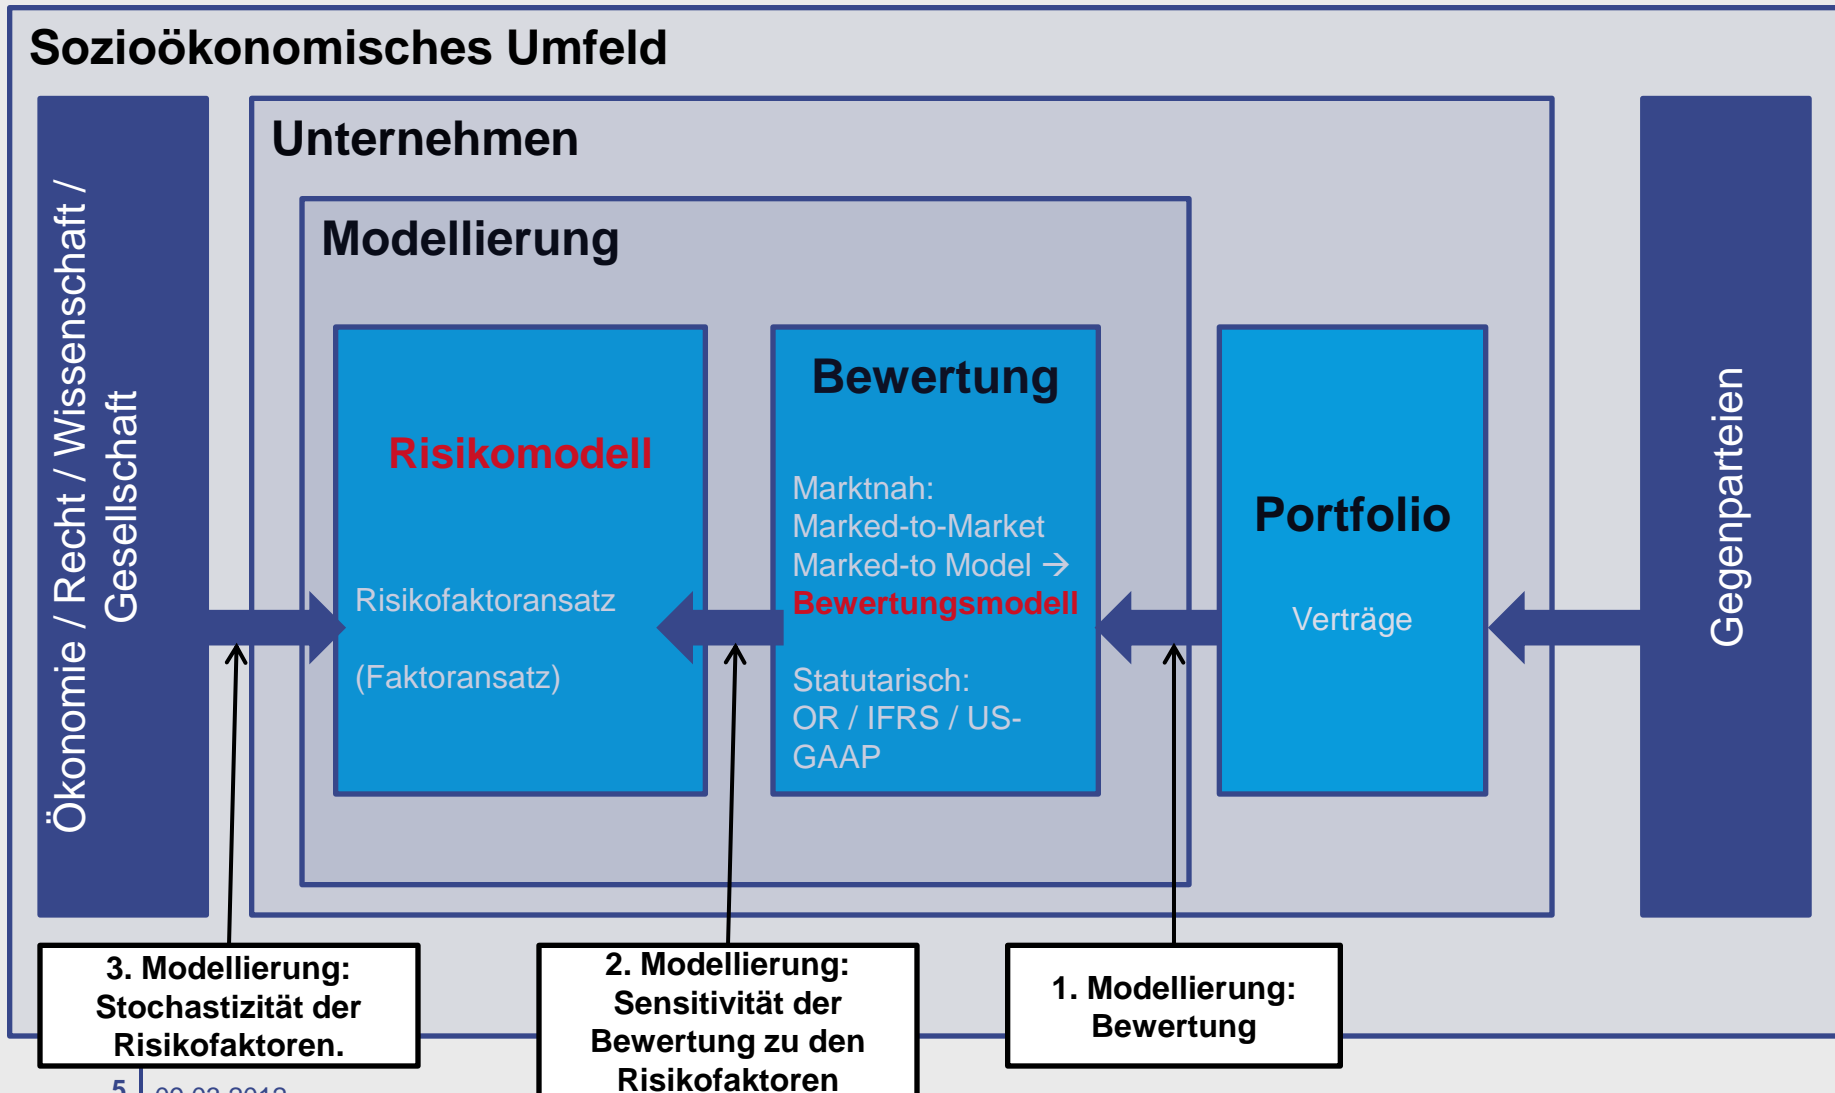 Sozioökonomisches Umfeld
Ökonomie / Recht / Wissenschaft /
Gesellschaft
Unternehmen
Modellierung
Risikomodell
Risikofaktoransatz
(Faktoransatz)
Bewertung
Marktnah:
Marked-to-Market
Marked-to Model →
Bewertungsmodell
Statutarisch:
OR / IFRS / US-
GAAP
Portfolio
Verträge
Gegenparteien
3. Modellierung:
Stochastizität der
Risikofaktoren.
2. Modellierung:
Sensitivität der
Bewertung zu den
Risikofaktoren
1. Modellierung:
Bewertung
5